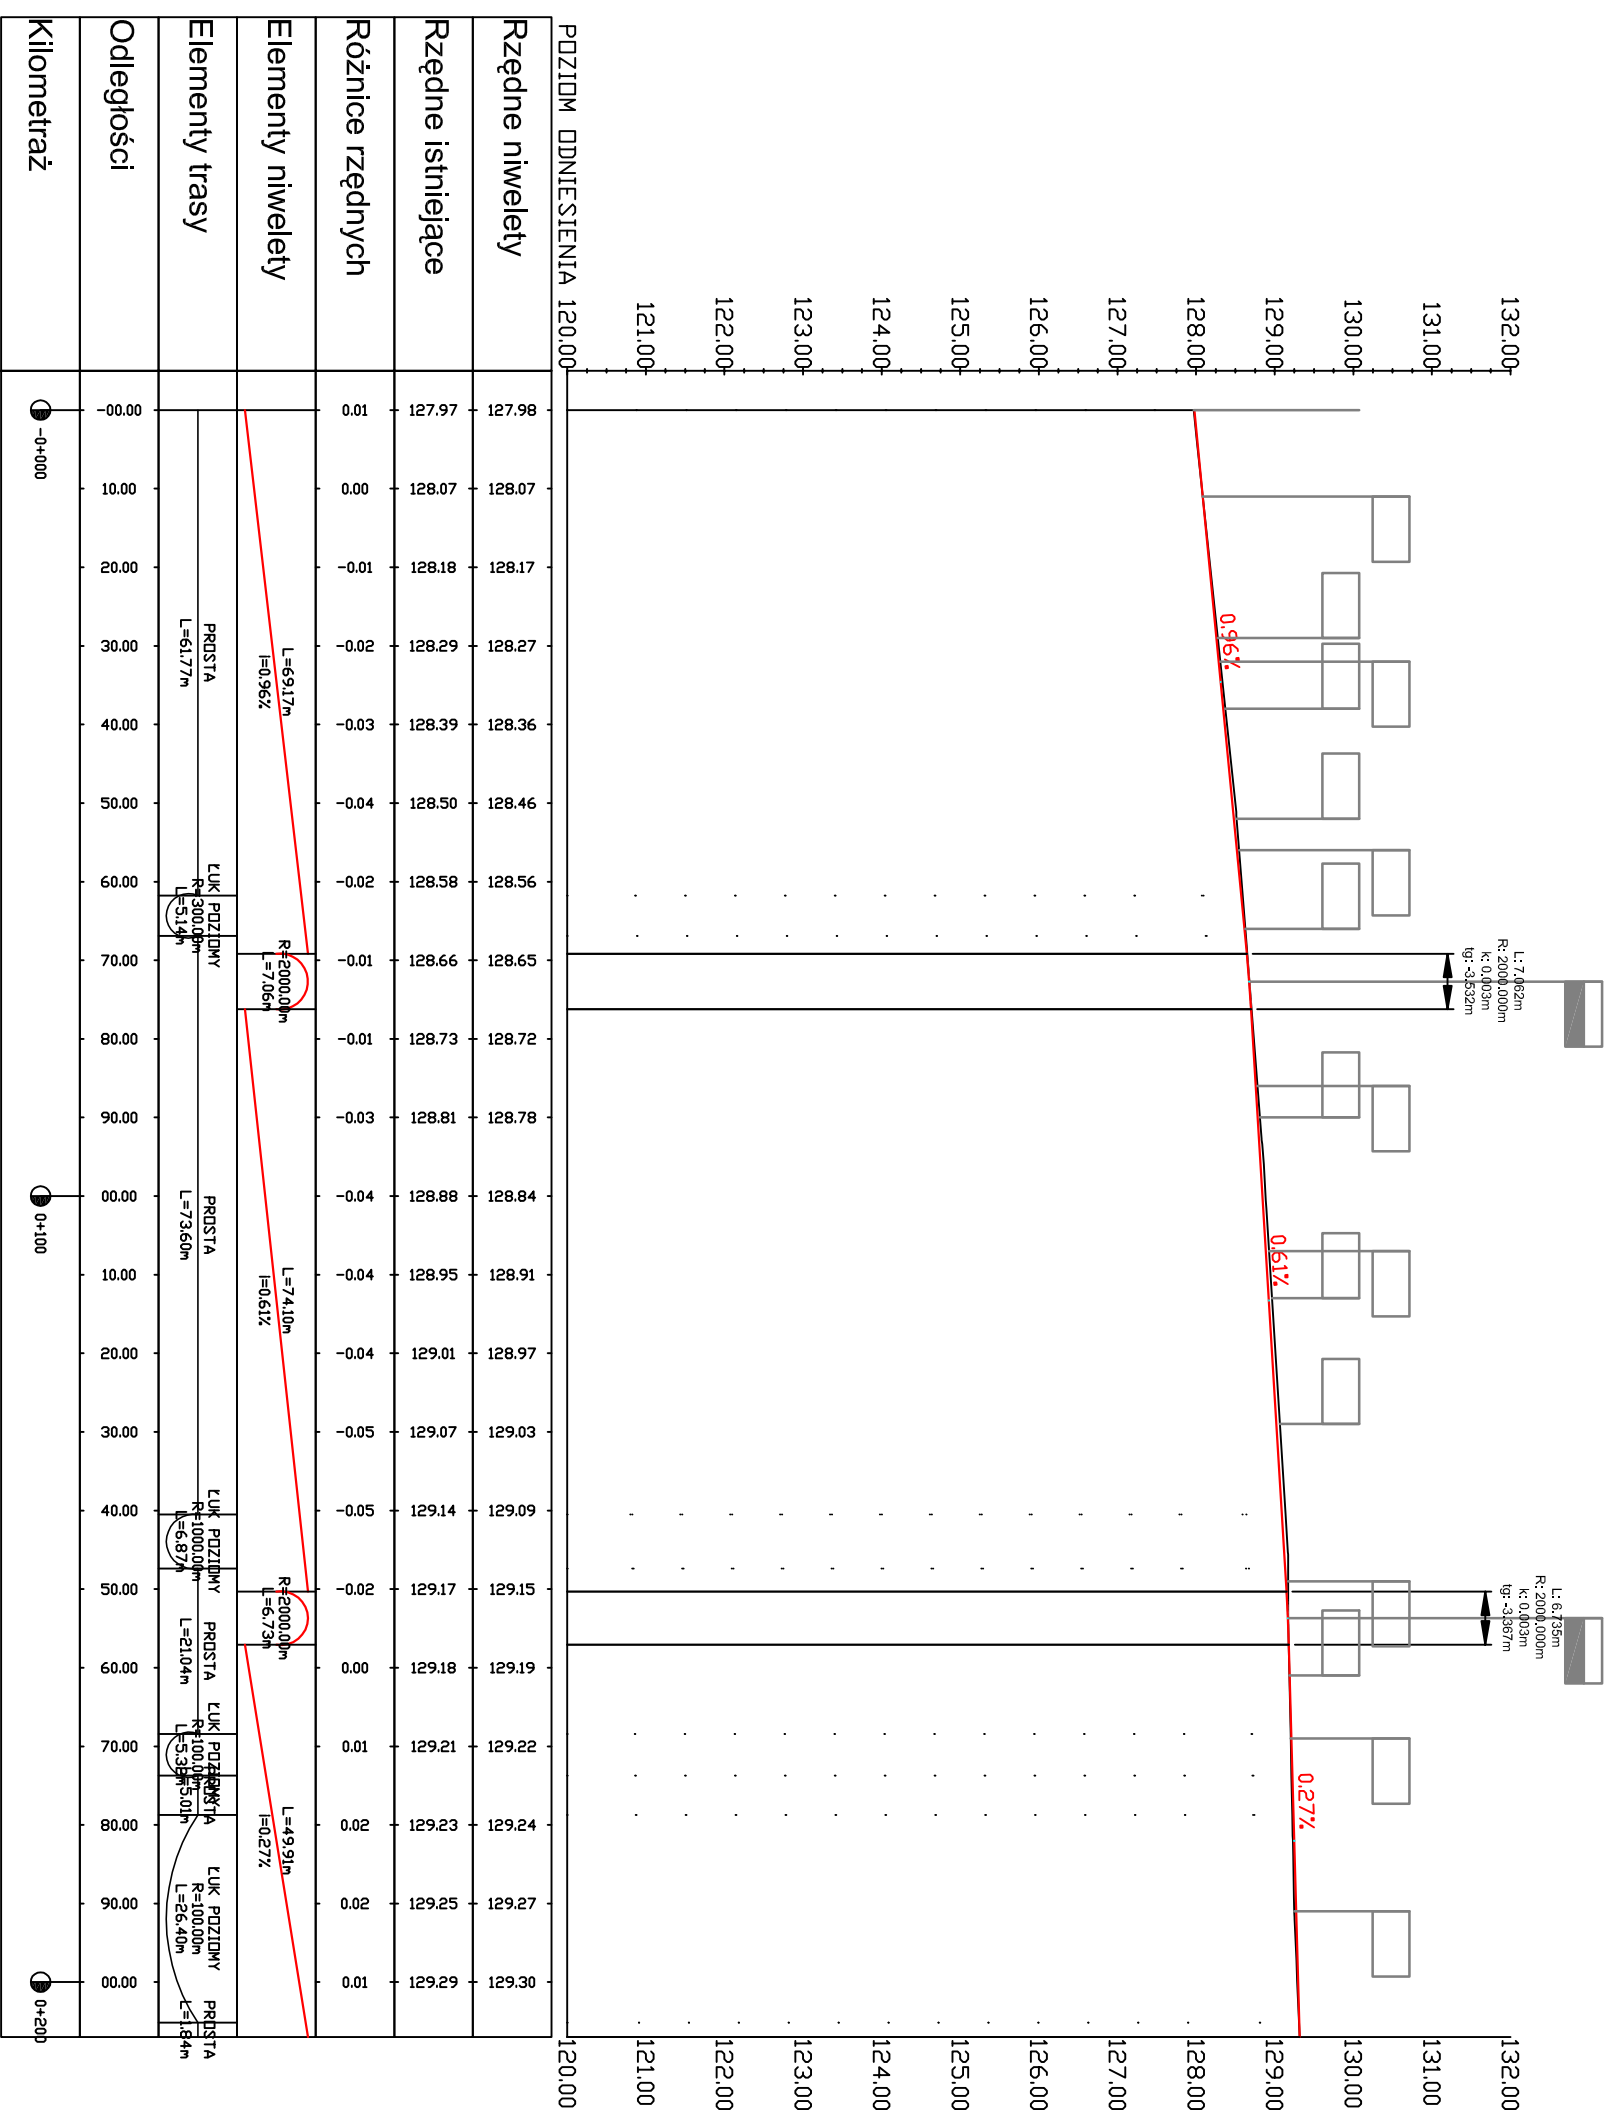 132.00
131.00
130.00
129.00
128.00
127.00
126.00
125.00
124.00
123.00
122.00
121.00
POZIOM ODNIESIENIA 120.00
132.00
131.00
130.00
129.00
128.00
127.00
126.00
125.00
124.00
123.00
122.00
121.00
120.00
0.96%
0.61%
0.27%
L: 7.062m
R: 2000.000m
k: 0.003m
tg: -3.532m
L: 6.735m
R: 2000.000m
k: 0.003m
tg: -3.367m
Rzędne niwelety
127.98 128.07 128.17 128.27 128.36 128.46 128.56 128.65 128.72 128.78 128.84 128.91 128.97 129.03 129.09 129.15 129.19 129.22 129.24 129.27 129.30
Rzędne istniejące
127.97 128.07 128.18 128.29 128.39 128.50 128.58 128.66 128.73 128.81 128.88 128.95 129.01 129.07 129.14 129.17 129.18 129.21 129.23 129.25 129.29
Różnice rzędnych
0.01 0.00 -0.01 -0.02 -0.03 -0.04 -0.02 -0.01 -0.01 -0.03 -0.04 -0.04 -0.04 -0.05 -0.05 -0.02 0.00 0.01 0.02 0.02 0.01
Elementy niwelety
L=69.17m
i=0.96%
R=2000.00m
L=7.06m
L=74.10m
i=0.61%
R=2000.00m
L=6.73m
L=49.91m
i=0.27%
Elementy trasy
PROSTA
L=61.77m
ŁUK POZIOMY
R=300.00m
L=5.14m
PROSTA
L=73.60m
ŁUK POZIOMY
R=1000.00m
L=6.87m
PROSTA
L=21.04m
ŁUK POZIOMY
R=100.00m
PROSTA
L=5.01m
ŁUK POZIOMY
R=100.00m
L=26.40m
PROSTA
L=1.84m
Odległości
-00.00 10.00 20.00 30.00 40.00 50.00 60.00 70.00 80.00 90.00 00.00 10.00 20.00 30.00 40.00 50.00 60.00 70.00 80.00 90.00 00.00
Kilometraż
-0+000 0+100 0+200